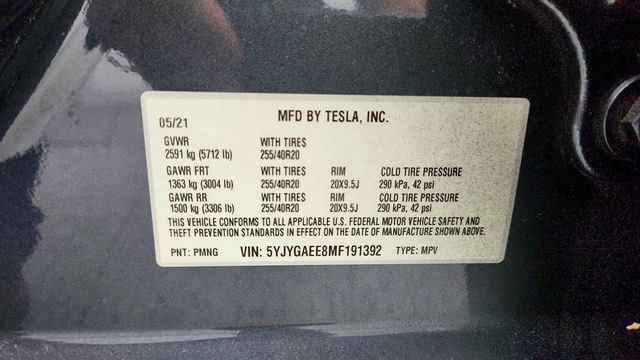 MFD BY TESLA, INC.
05/21
GVWR WITH TIRES
2591 kg (5712 lb) 255/40R20
GAWR FRT WITH TIRES RIM COLD TIRE PRESSURE
1363 kg (3004 lb) 255/40R20 20X9.5J 290 kPa, 42 psi
GAWR RR WITH TIRES RIM COLD TIRE PRESSURE
1500 kg (3306 lb) 255/40R20 20X9.5J 290 kPa, 42 psi
THIS VEHICLE CONFORMS TO ALL APPLICABLE U.S. FEDERAL MOTOR VEHICLE SAFETY AND
THEFT PREVENTION STANDARDS IN EFFECT ON THE DATE OF MANUFACTURE SHOWN ABOVE.
PNT: PMNG VIN: 5YJYGAEE8MF191392 TYPE: MPV